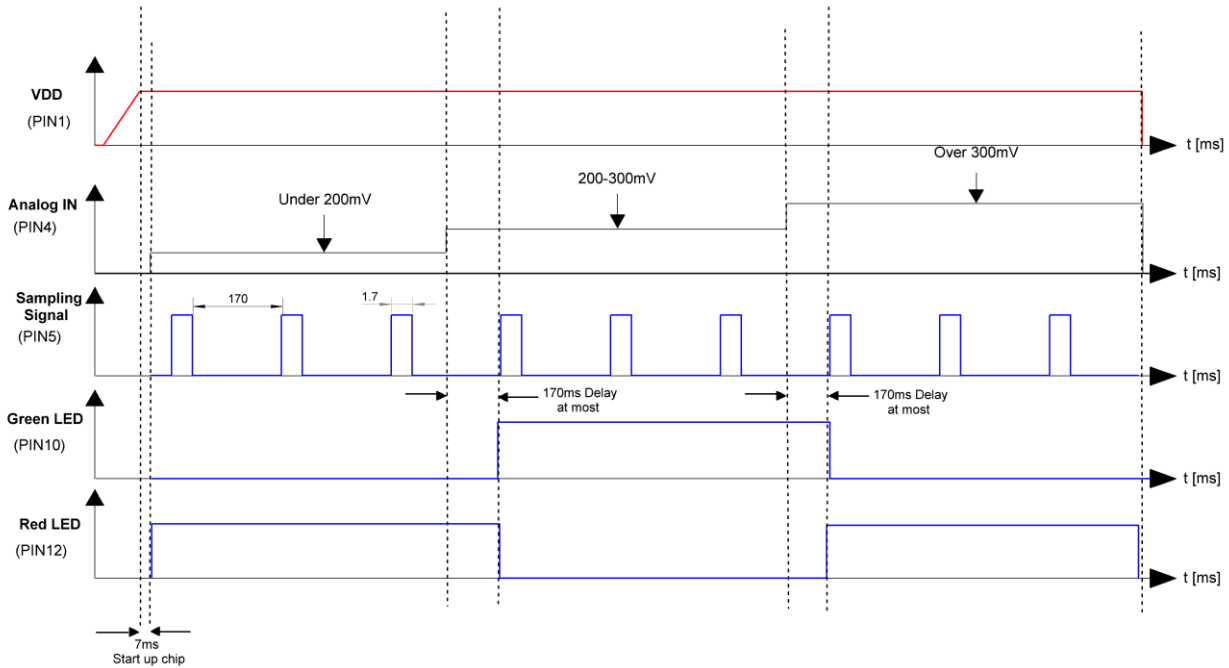 VDD
(PIN1)
t [ms]
Over 300mV
200-300mV
Under 200mV
Analog IN
(PIN4)
t [ms]
Sampling
Signal
(PIN5)
170
1.7
t [ms]
170ms Delay
at most
170ms Delay
at most
Green LED
(PIN10)
t [ms]
Red LED
(PIN12)
t [ms]
7ms
Start up chip